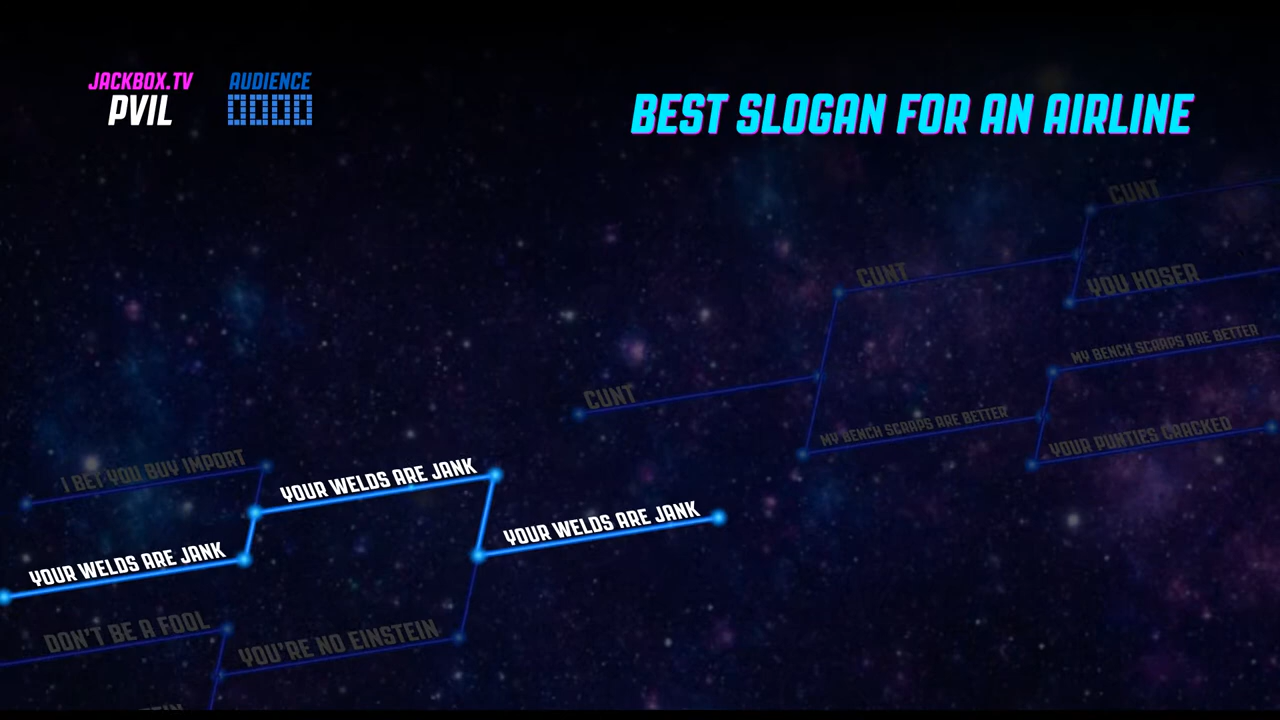 JACKBOX.TV
PVIL
AUDIENCE
0000
BEST SLOGAN FOR AN AIRLINE
CUNT
CUNT
YOU HOSER
MY BENCH SCRAPS ARE BETTER
CUNT
MY BENCH SCRAPS ARE BETTER
YOUR PUNTIES CRACKED
I BET YOU BUY IMPORT
YOUR WELDS ARE JANK
YOUR WELDS ARE JANK
YOUR WELDS ARE JANK
DON'T BE A FOOL
YOU'RE NO EINSTEIN